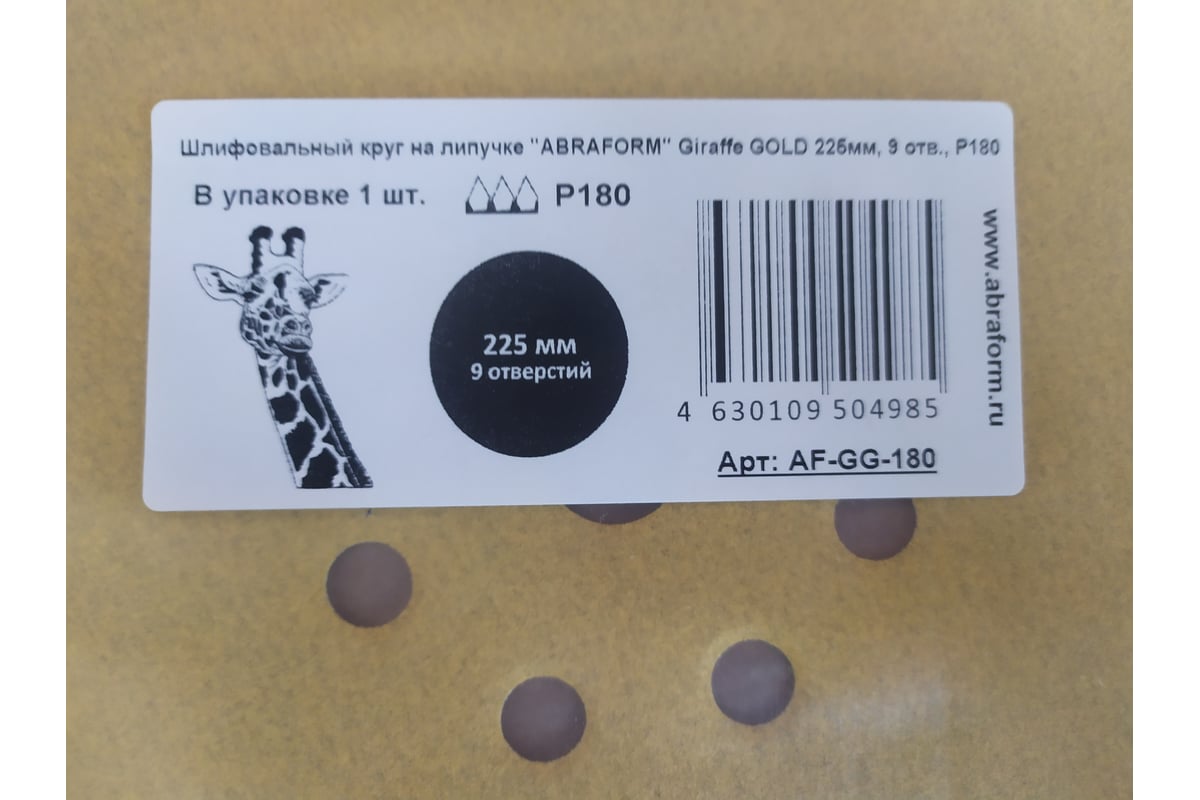 Шлифовальный круг на липучке "ABRAFORM" Giraffe GOLD 225мм, 9 отв., P180
В упаковке 1 шт. P180
225 мм
9 отверстий
4 630109 504985
Арт: AF-GG-180
www.abraform.ru